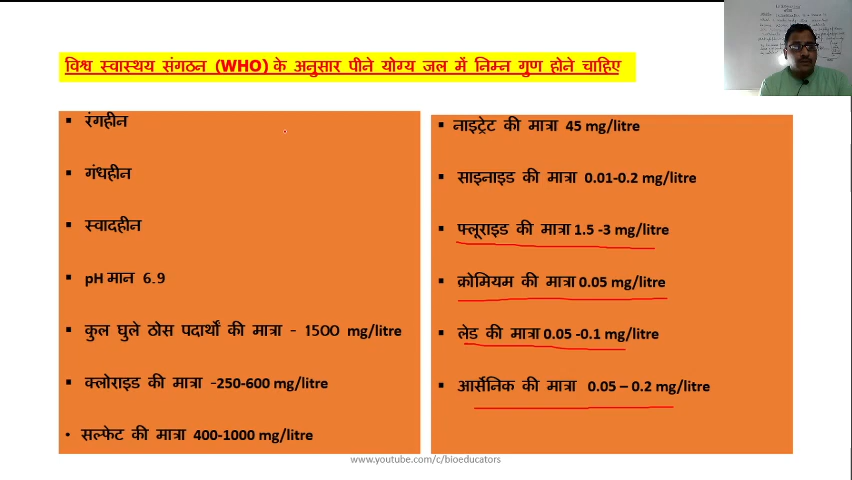 विश्व स्वास्थय संगठन (WHO) के अनुसार पीने योग्य जल में निम्न गुण होने चाहिए
▪ रंगहीन
▪ गंधहीन
▪ स्वादहीन
▪ pH मान 6.9
▪ कुल घुले ठोस पदार्थों की मात्रा - 1500 mg/litre
▪ क्लोराइड की मात्रा -250-600 mg/litre
• सल्फेट की मात्रा 400-1000 mg/litre
▪ नाइट्रेट की मात्रा 45 mg/litre
▪ साइनाइड की मात्रा 0.01-0.2 mg/litre
▪ फ्लूराइड की मात्रा 1.5 -3 mg/litre
▪ क्रोमियम की मात्रा 0.05 mg/litre
▪ लेड की मात्रा 0.05 -0.1 mg/litre
▪ आर्सेनिक की मात्रा 0.05 – 0.2 mg/litre
www.youtube.com/c/bioeducators